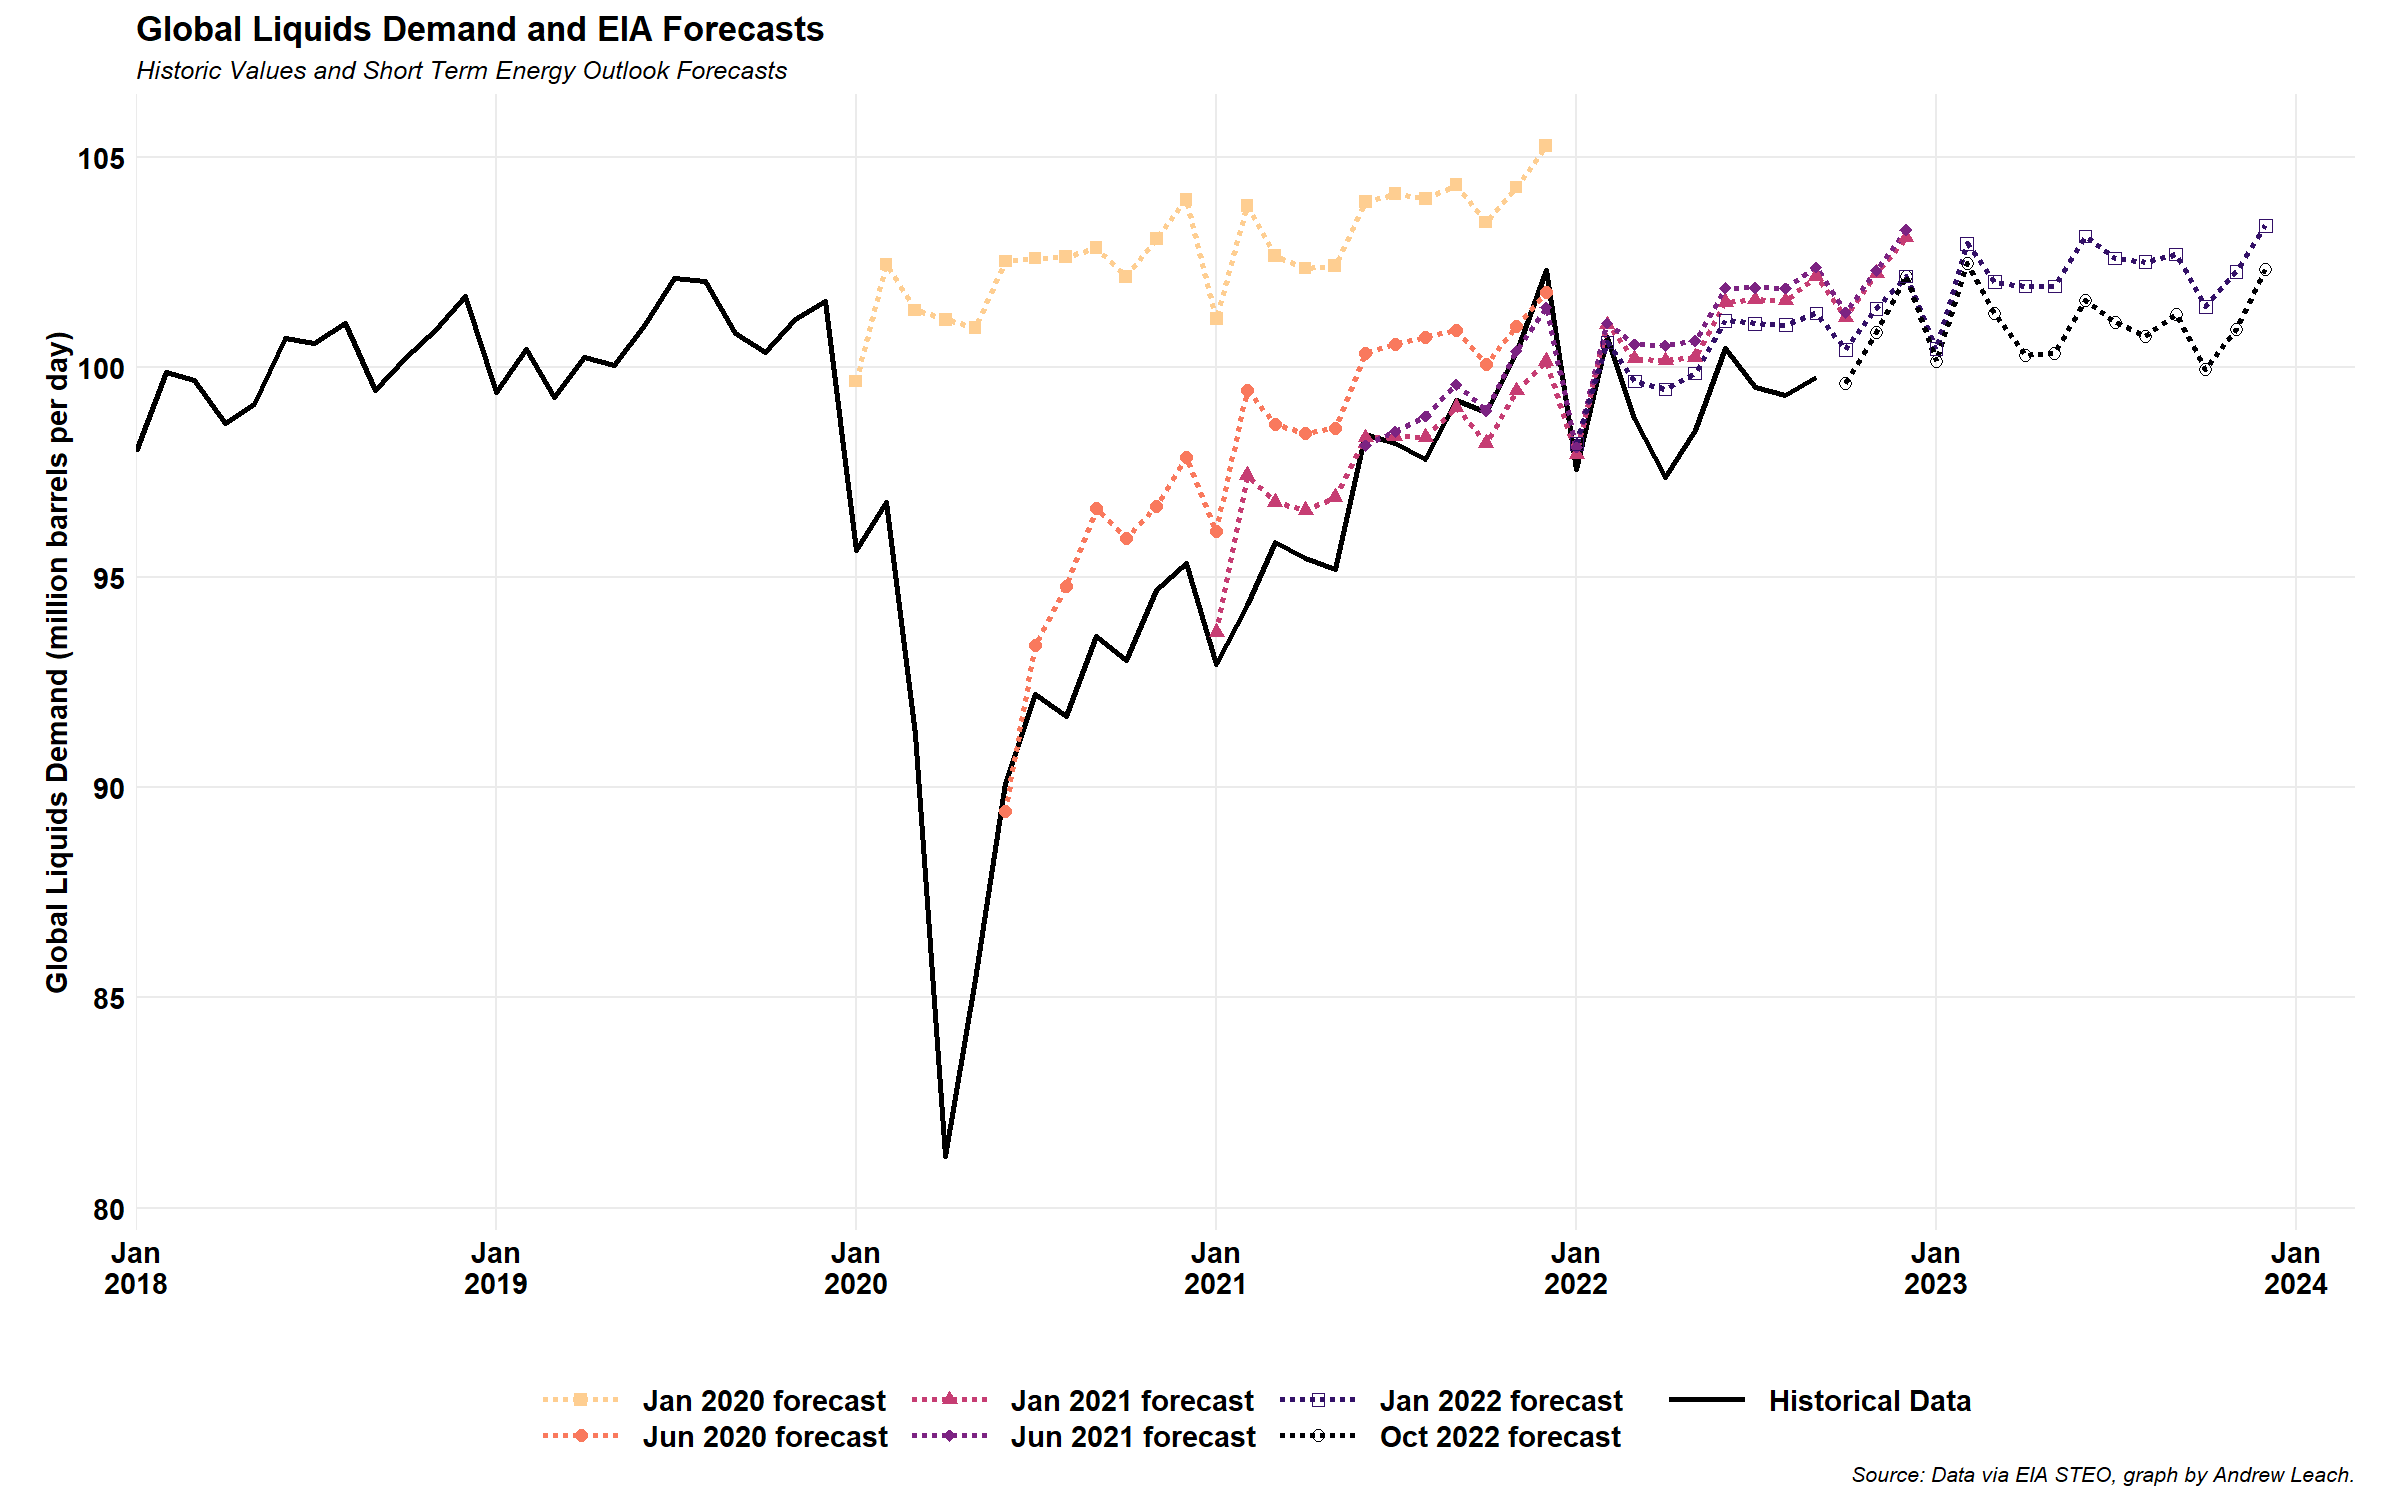 Global Liquids Demand and EIA Forecasts
Historic Values and Short Term Energy Outlook Forecasts
Global Liquids Demand (million barrels per day)
105
100
95
90
85
80
Jan
2018
Jan
2019
Jan
2020
Jan
2021
Jan
2022
Jan
2023
Jan
2024
Jan 2020 forecast
Jun 2020 forecast
Jan 2021 forecast
Jun 2021 forecast
Jan 2022 forecast
Oct 2022 forecast
Historical Data
Source: Data via EIA STEO, graph by Andrew Leach.